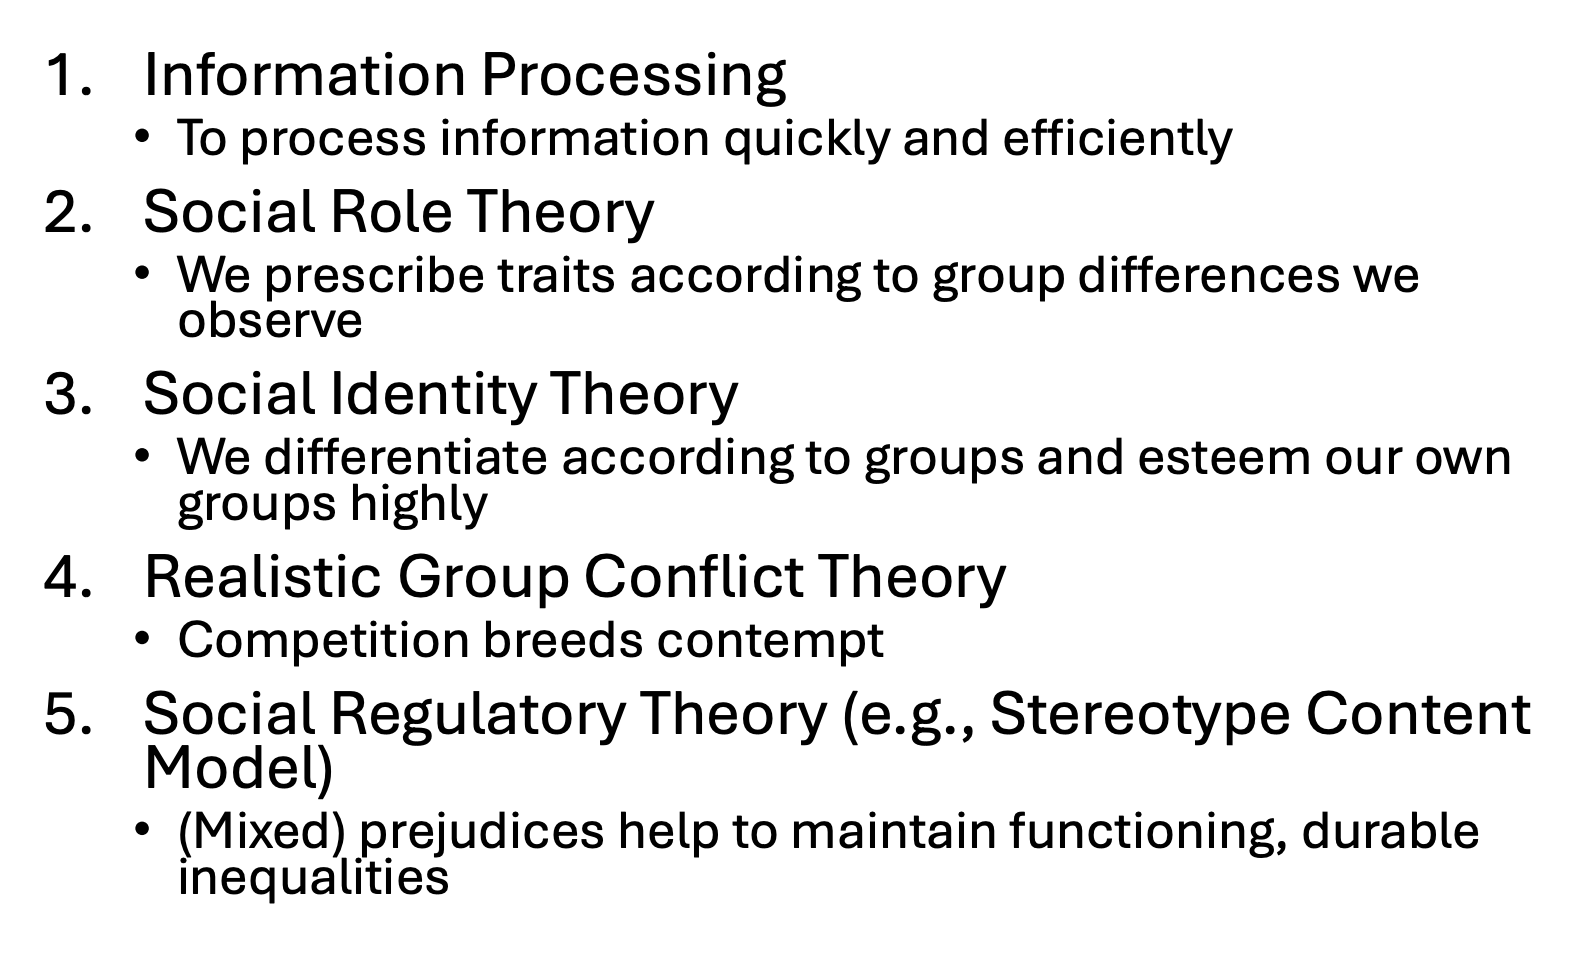 1. Information Processing
• To process information quickly and efficiently
2. Social Role Theory
• We prescribe traits according to group differences we
observe
3. Social Identity Theory
• We differentiate according to groups and esteem our own
groups highly
4. Realistic Group Conflict Theory
• Competition breeds contempt
5. Social Regulatory Theory (e.g., Stereotype Content
Model)
• (Mixed) prejudices help to maintain functioning, durable
inequalities